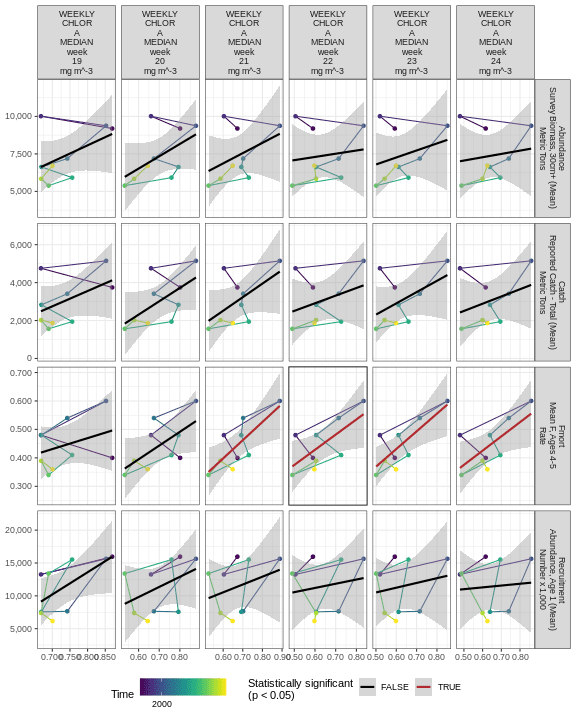 WEEKLY WEEKLY WEEKLY WEEKLY WEEKLY WEEKLY
CHLOR CHLOR CHLOR CHLOR CHLOR CHLOR
A A A A A A
MEDIAN MEDIAN MEDIAN MEDIAN MEDIAN MEDIAN
week week week week week week
19 20 21 22 23 24
mg m^-3 mg m^-3 mg m^-3 mg m^-3 mg m^-3 mg m^-3
10,000
7,500
5,000
Abundance
Survey Biomass, 30cm+ (Mean)
Metric Tons
6,000
4,000
2,000
0
Catch
Reported Catch - Total (Mean)
Metric Tons
0.700
0.600
0.500
0.400
0.300
Fmort
Mean F, Ages 4-5
Rate
20,000
15,000
10,000
5,000
Recruitment
Abundance, Age 1 (Mean)
Number x 1,000
0.700 0.750 0.800 0.850 0.60 0.70 0.80 0.60 0.70 0.80 0.90 0.50 0.60 0.70 0.80 0.50 0.60 0.70 0.80 0.50 0.60 0.70 0.80
Time
2000
Statistically significant
(p < 0.05)
FALSE
TRUE